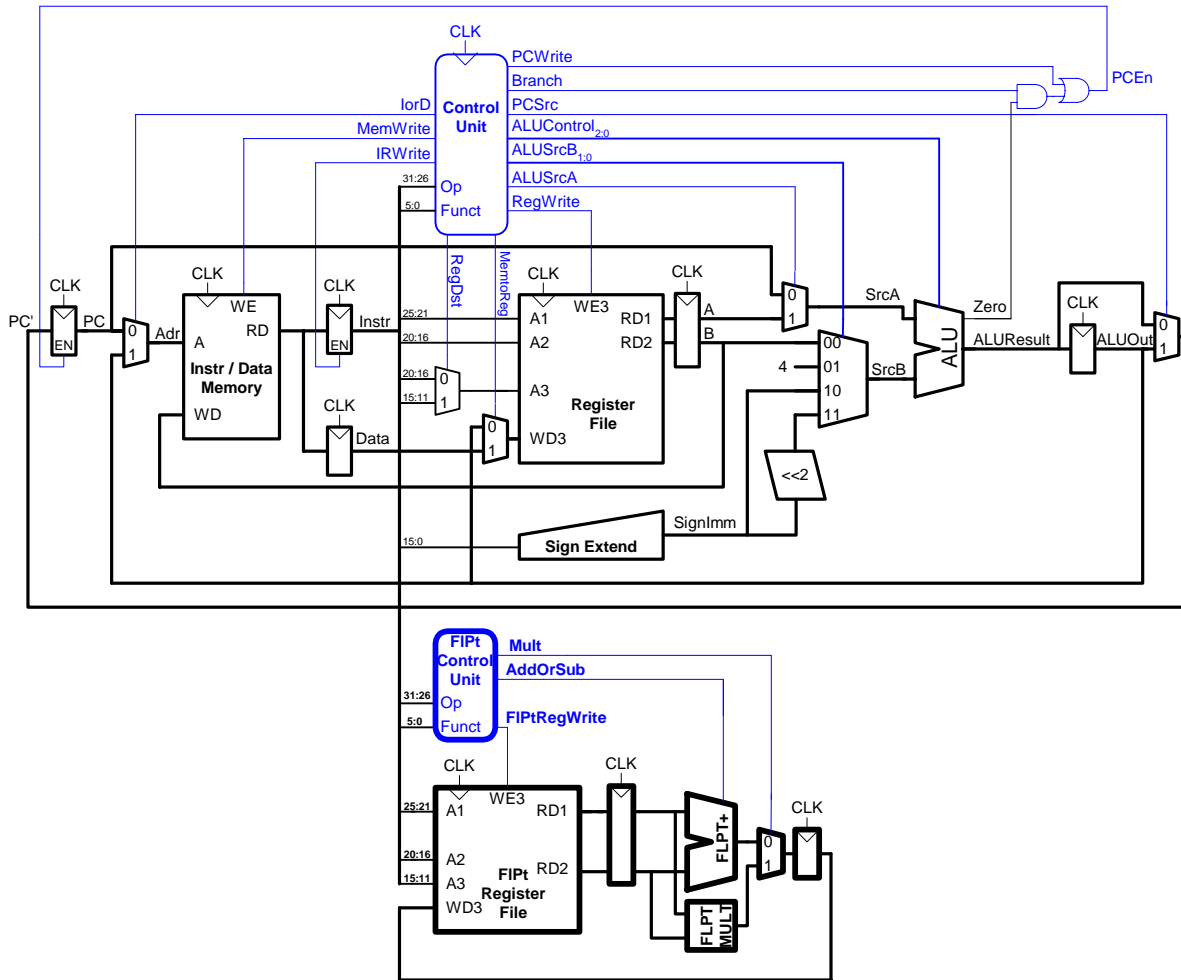 CLK
PCWrite
Branch
PCEn
IorD
Control
Unit
PCSrc
MemWrite
ALUControl2:0
IRWrite
ALUSrcB1:0
31:26
Op
ALUSrcA
5:0
Funct
RegWrite
RegDst
MemtoReg
CLK
CLK
CLK
CLK
CLK
CLK
PC'
PC
EN
0
1
Adr
WE
A
RD
Instr / Data
Memory
WD
EN
Instr
25:21
20:16
20:16
15:11
0
1
A1
A2
A3
WD3
WE3
RD1
RD2
Register
File
A
B
0
1
SrcA
00
01
10
11
4
SrcB
ALU
Zero
ALUResult
ALUOut
0
1
CLK
Data
0
1
<<2
SignImm
15:0
Sign Extend
FlPt
Control
Unit
Mult
AddOrSub
31:26
Op
5:0
Funct
FlPtRegWrite
CLK
CLK
CLK
25:21
20:16
15:11
A1
A2
A3
WD3
WE3
RD1
RD2
FlPt
Register
File
FLPT+
FLPT
MULT
0
1